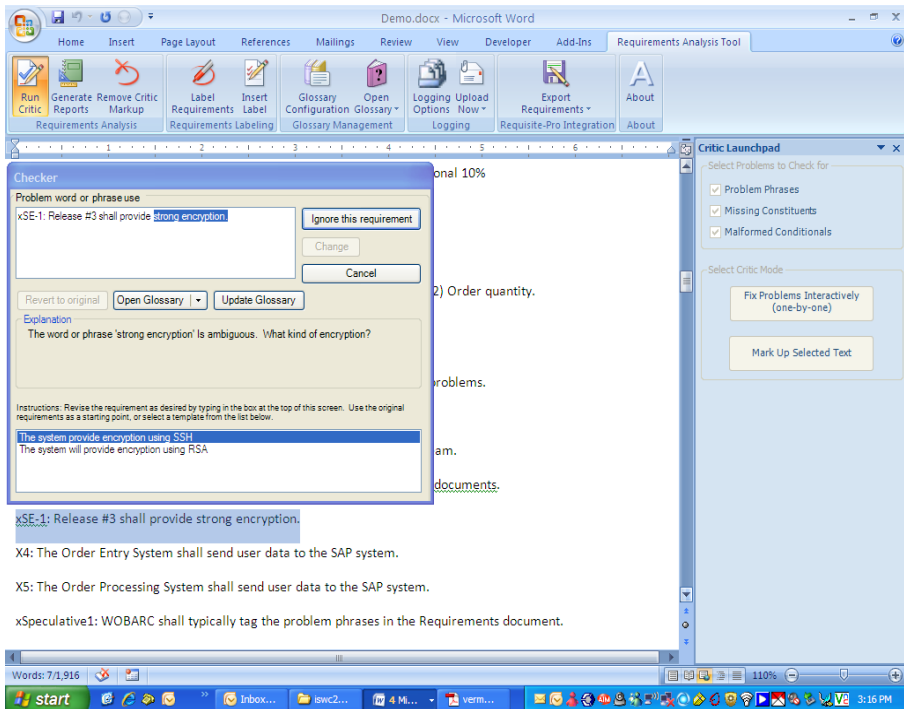 Demo.docx - Microsoft Word
Home Insert Page Layout References Mailings Review View Developer Add-Ins Requirements Analysis Tool
Run Critic
Generate Reports
Remove Critic Markup
Label Requirements
Insert Label
Glossary Configuration
Open Glossary
Logging Options
Upload Now
Export Requirements
About
Requirements Analysis Requirements Labeling Glossary Management Logging Requisite-Pro Integration About
1 2 3 4 5 6
Checker
Problem word or phrase use
xSE-1: Release #3 shall provide strong encryption.
Ignore this requirement
Change
Cancel
Revert to original Open Glossary Update Glossary
Explanation
The word or phrase 'strong encryption' Is ambiguous. What kind of encryption?
Instructions: Revise the requirement as desired by typing in the box at the top of this screen. Use the original
requirements as a starting point, or select a template from the list below.
The system provide encryption using SSH
The system will provide encryption using RSA
onal 10%
2) Order quantity.
problems.
am.
documents.
xSE-1: Release #3 shall provide strong encryption.
X4: The Order Entry System shall send user data to the SAP system.
X5: The Order Processing System shall send user data to the SAP system.
xSpeculative1: WOBARC shall typically tag the problem phrases in the Requirements document.
Critic Launchpad
Select Problems to Check for
Problem Phrases
Missing Constituents
Malformed Conditionals
Select Critic Mode
Fix Problems Interactively
(one-by-one)
Mark Up Selected Text
Words: 7/1,916
110%
start
Inbox...
iswc2...
4 Mi...
verm...
3:16 PM